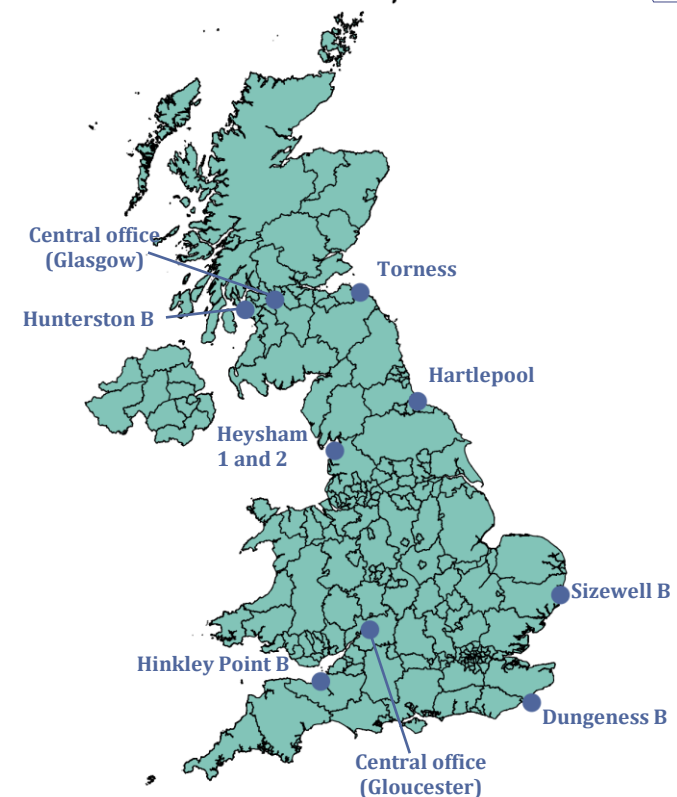 Central office
(Glasgow)
Torness
Hunterston B
Hartlepool
Heysham
1 and 2
Sizewell B
Hinkley Point B
Dungeness B
Central office
(Gloucester)